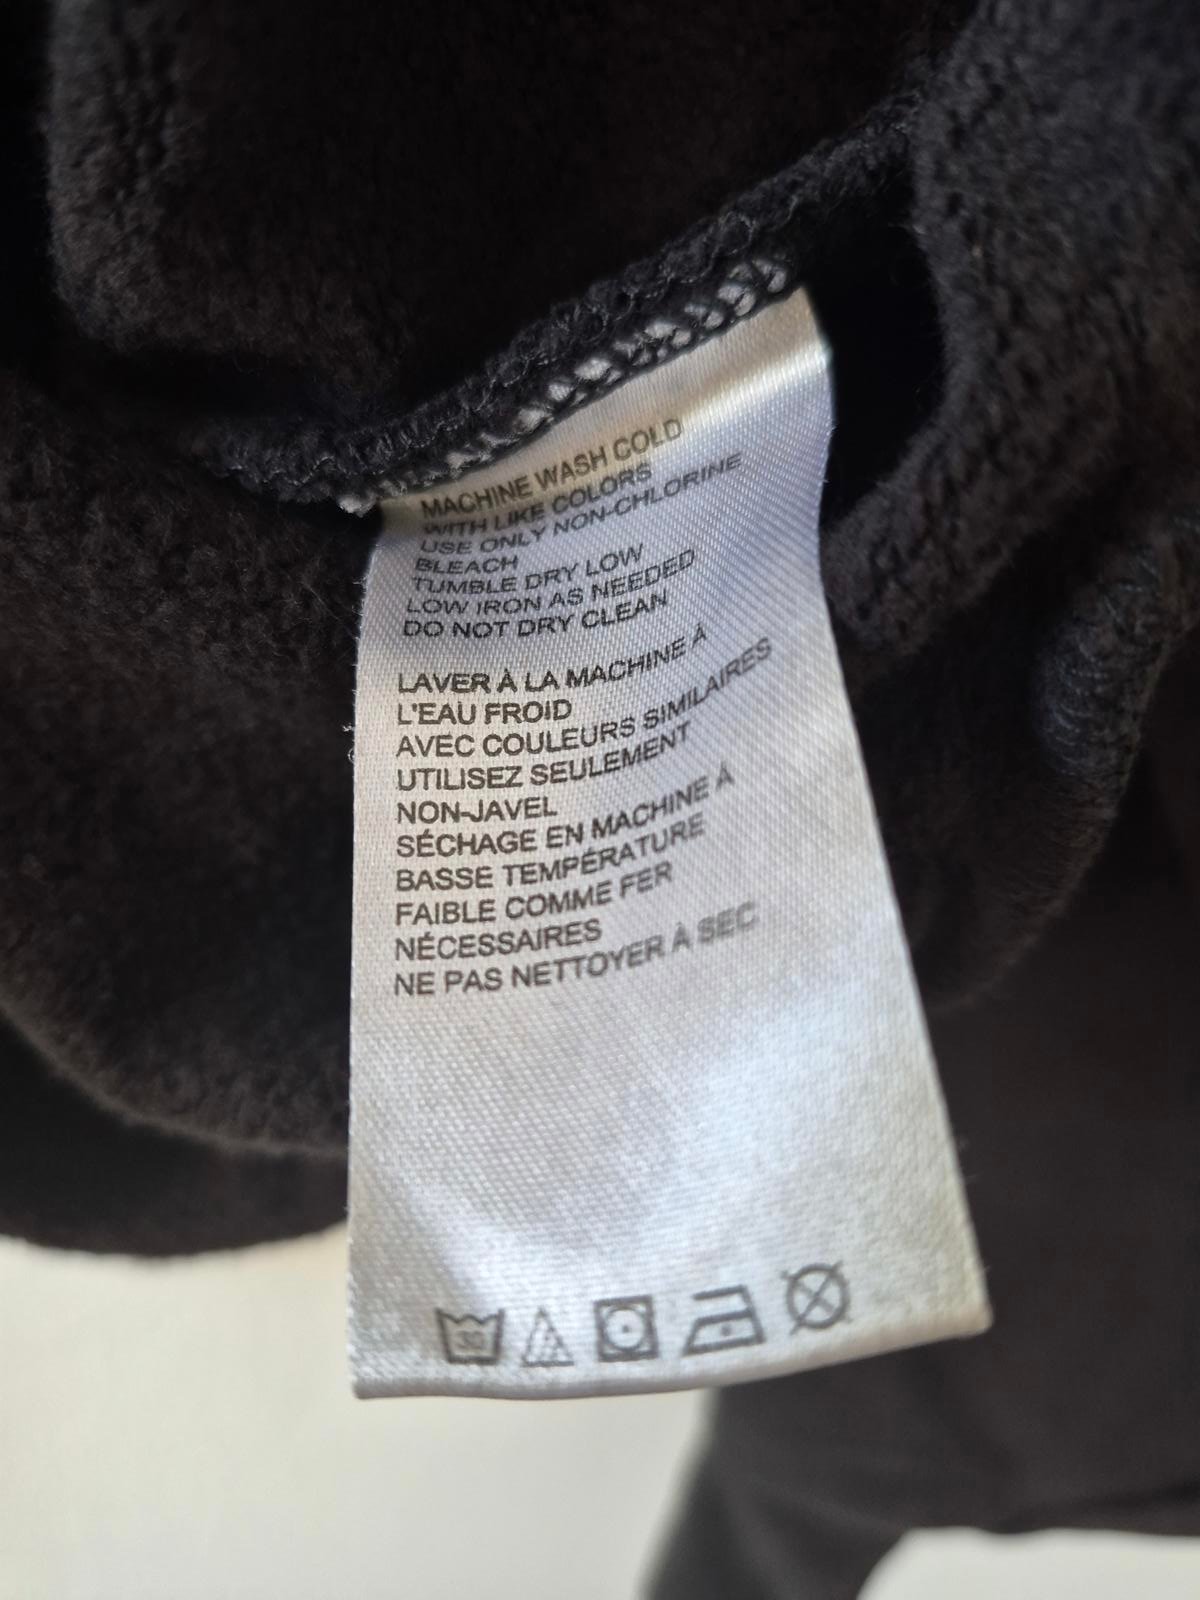 MACHINE WASH COLD
WITH LIKE COLORS
USE ONLY NON-CHLORINE
BLEACH
TUMBLE DRY LOW
LOW IRON AS NEEDED
DO NOT DRY CLEAN
LAVER À LA MACHINE À
L'EAU FROID
AVEC COULEURS SIMILAIRES
UTILISEZ SEULEMENT
NON-JAVEL
SÉCHAGE EN MACHINE À
BASSE TEMPÉRATURE
FAIBLE COMME FER
NÉCESSAIRES
NE PAS NETTOYER À SEC
30